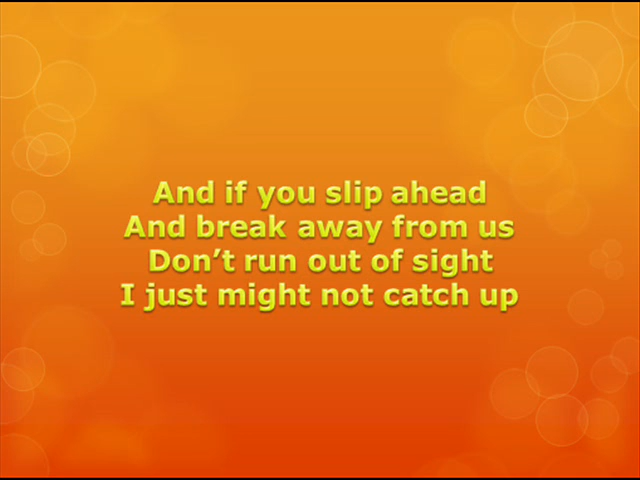 And if you slip ahead
And break away from us
Don’t run out of sight
I just might not catch up